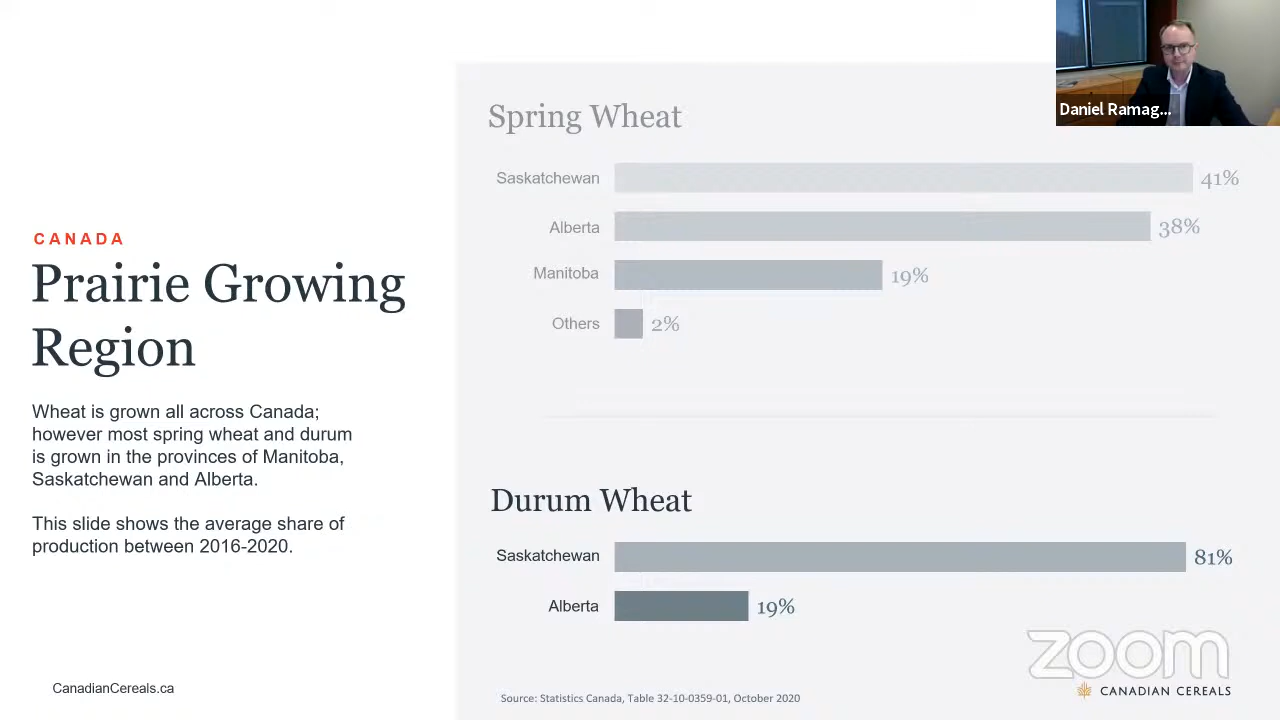 Daniel Ramag...
CANADA
Prairie Growing
Region
Wheat is grown all across Canada;
however most spring wheat and durum
is grown in the provinces of Manitoba,
Saskatchewan and Alberta.
This slide shows the average share of
production between 2016-2020.
CanadianCereals.ca
Spring Wheat
Saskatchewan 41%
Alberta 38%
Manitoba 19%
Others 2%
Durum Wheat
Saskatchewan 81%
Alberta 19%
Source: Statistics Canada, Table 32-10-0359-01, October 2020
zoom
CANADIAN CEREALS